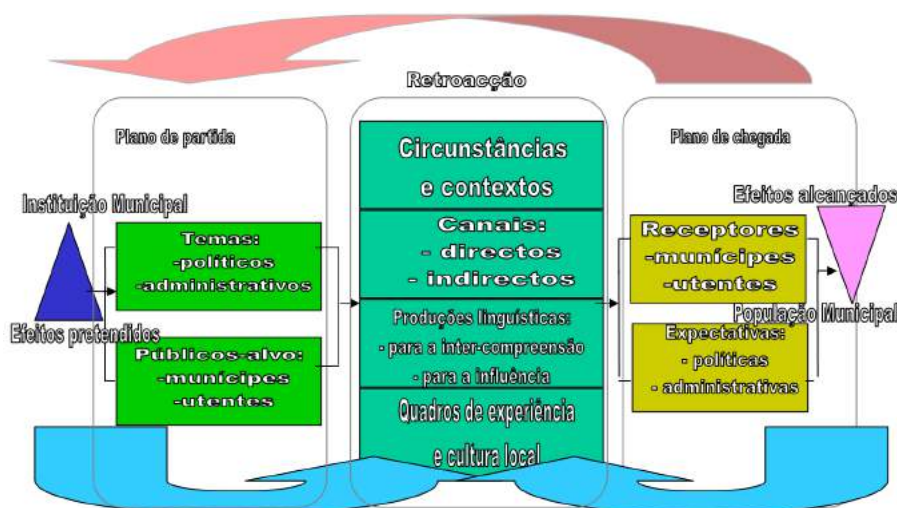 Retroacção
Plano de partida
Instituição Municipal
Temas:
-políticos
-administrativos
Efeitos pretendidos
Públicos-alvo:
-munícipes
-utentes
Circunstâncias
e contextos
Canais:
- directos
- indirectos
Produções linguísticas:
- para a inter-compreensão
- para a influência
Quadros de experiência
e cultura local
Plano de chegada
Efeitos alcançados
Receptores
-munícipes
-utentes
População Municipal
Expectativas:
- políticas
- administrativas